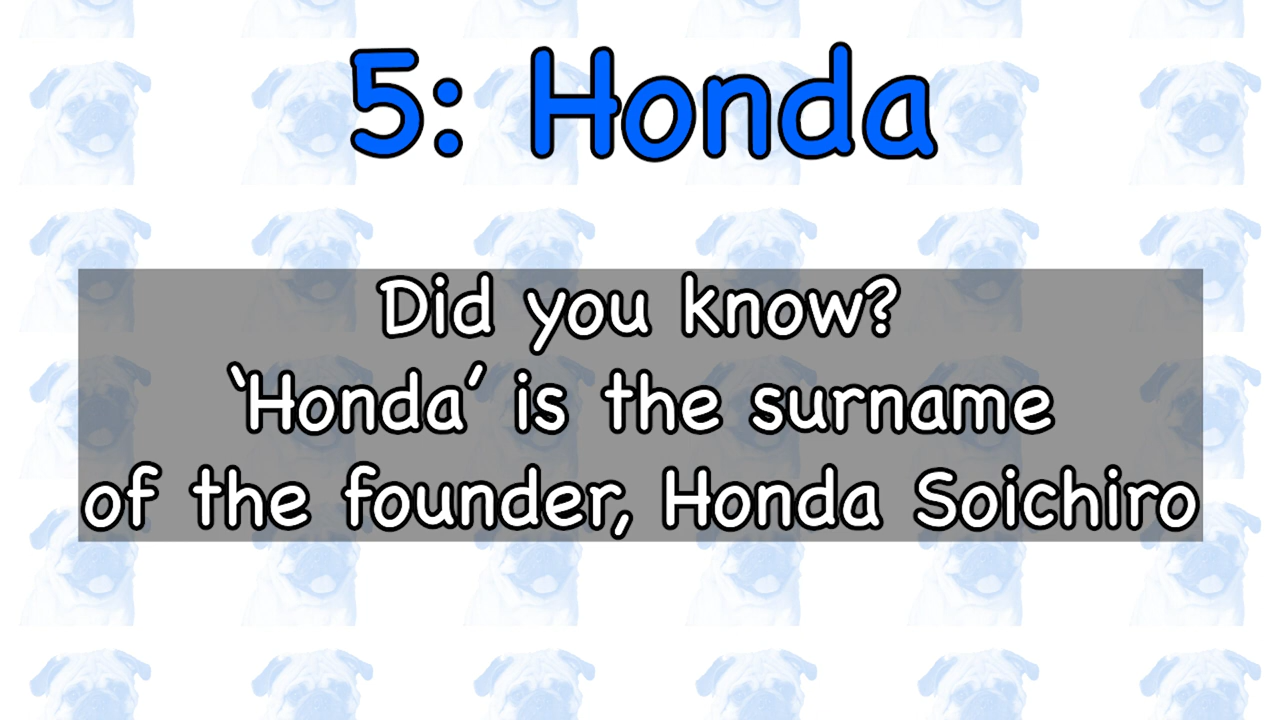 5: Honda
Did you know?
‘Honda’ is the surname
of the founder, Honda Soichiro